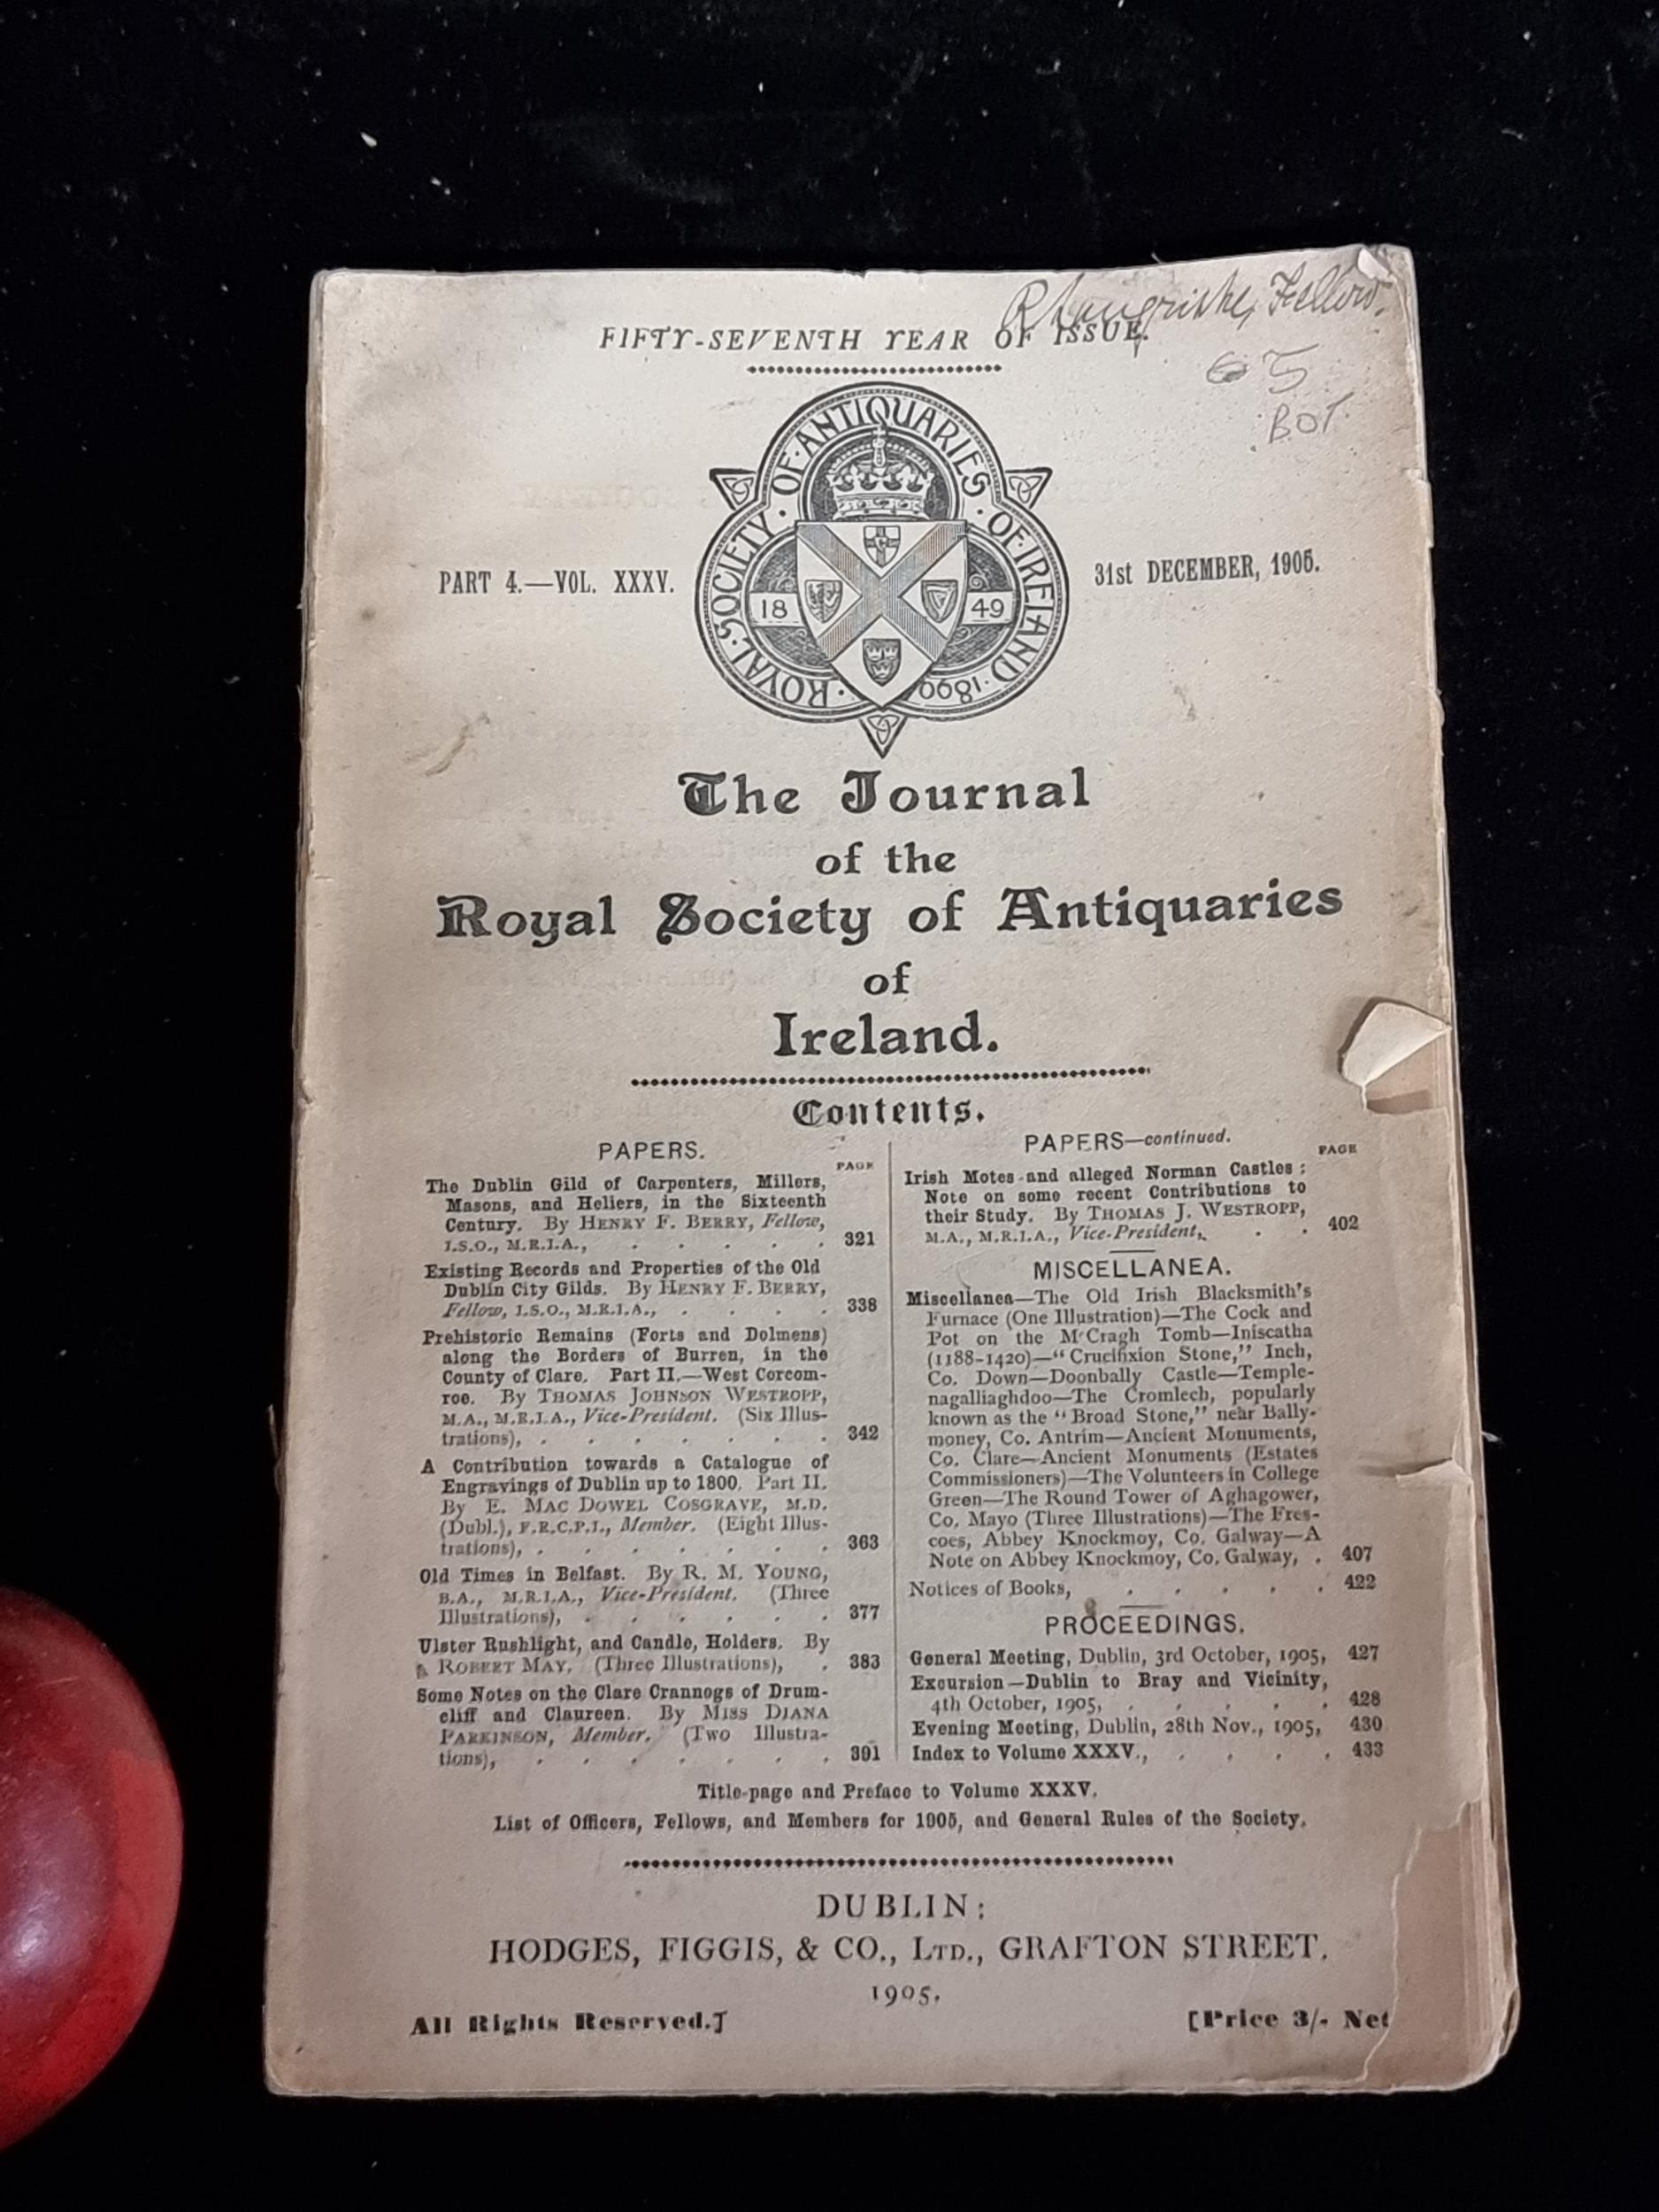 R Langrishe, Fellow.
FIFTY-SEVENTH YEAR OF ISSUE.
65
BOT
ROYAL · SOCIETY · OF · ANTIQUARIES · OF · IRELAND · 1890
18 49
PART 4.—VOL. XXXV.
31st DECEMBER, 1905.
The Journal
of the
Royal Society of Antiquaries
of
Ireland.
Contents.
PAPERS.
PAGE
The Dublin Gild of Carpenters, Millers,
Masons, and Heliers, in the Sixteenth
Century. By HENRY F. BERRY, Fellow,
I.S.O., M.R.I.A., . . . . . 321
Existing Records and Properties of the Old
Dublin City Gilds. By HENRY F. BERRY,
Fellow, I.S.O., M.R.I.A., . . . . 338
Prehistoric Remains (Forts and Dolmens)
along the Borders of Burren, in the
County of Clare. Part II.—West Corcom-
roe. By THOMAS JOHNSON WESTROPP,
M.A., M.R.I.A., Vice-President. (Six Illus-
trations), . . . . . . . 342
A Contribution towards a Catalogue of
Engravings of Dublin up to 1800. Part II.
By E. MAC DOWEL COSGRAVE, M.D.
(Dubl.), F.R.C.P.I., Member. (Eight Illus-
trations), . . . . . . . 363
Old Times in Belfast. By R. M. YOUNG,
B.A., M.R.I.A., Vice-President. (Three
Illustrations), . . . . . . 377
Ulster Rushlight, and Candle, Holders. By
ROBERT MAY. (Three Illustrations), . 383
Some Notes on the Clare Crannogs of Drum-
cliff and Claureen. By MISS DIANA
PARKINSON, Member. (Two Illustra-
tions), . . . . . . . 391
PAPERS—continued.
PAGE
Irish Motes and alleged Norman Castles:
Note on some recent Contributions to
their Study. By THOMAS J. WESTROPP,
M.A., M.R.I.A., Vice-President, . . 402
MISCELLANEA.
Miscellanea—The Old Irish Blacksmith's
Furnace (One Illustration)—The Cock and
Pot on the M'Cragh Tomb—Iniscatha
(1188-1420)—"Crucifixion Stone," Inch,
Co. Down—Doonbally Castle—Temple-
nagalliaghdoo—The Cromlech, popularly
known as the "Broad Stone," near Bally-
money, Co. Antrim—Ancient Monuments,
Co. Clare—Ancient Monuments (Estates
Commissioners)—The Volunteers in College
Green—The Round Tower of Aghagower,
Co. Mayo (Three Illustrations)—The Fres-
coes, Abbey Knockmoy, Co. Galway—A
Note on Abbey Knockmoy, Co. Galway, . 407
Notices of Books, . . . . . 422
PROCEEDINGS.
General Meeting, Dublin, 3rd October, 1905, 427
Excursion—Dublin to Bray and Vicinity,
4th October, 1905, . . . . . 428
Evening Meeting, Dublin, 28th Nov., 1905, 430
Index to Volume XXXV., . . . . 433
Title-page and Preface to Volume XXXV.
List of Officers, Fellows, and Members for 1905, and General Rules of the Society.
DUBLIN:
HODGES, FIGGIS, & CO., LTD., GRAFTON STREET.
1905.
All Rights Reserved.]
[Price 3/- Net